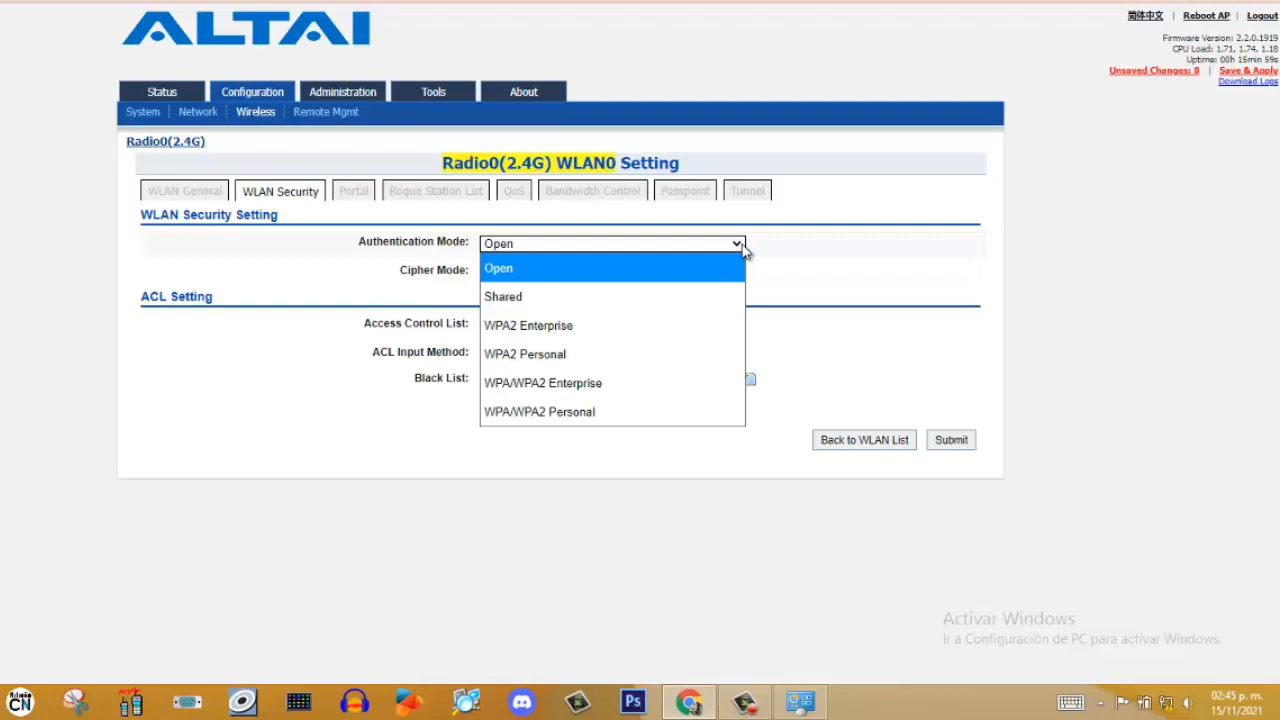 ALTAI
简体中文 | Reboot AP | Logout
Firmware Version: 2.2.0.1919
CPU Load: 1.71, 1.74, 1.18
Uptime: 00h 15min 59s
Unsaved Changes: 8 | Save & Apply
Download Logs
Status Configuration Administration Tools About
System Network Wireless Remote Mgmt
Radio0(2.4G)
Radio0(2.4G) WLAN0 Setting
WLAN General WLAN Security Portal Rogue Station List QoS Bandwidth Control Passpoint Tunnel
WLAN Security Setting
Authentication Mode: Open
Cipher Mode:
Open
Shared
WPA2 Enterprise
WPA2 Personal
WPA/WPA2 Enterprise
WPA/WPA2 Personal
ACL Setting
Access Control List:
ACL Input Method:
Black List:
Back to WLAN List Submit
Activar Windows
Ir a Configuración de PC para activar Windows.
Admin
CN
Ps
02:45 p. m.
15/11/2021